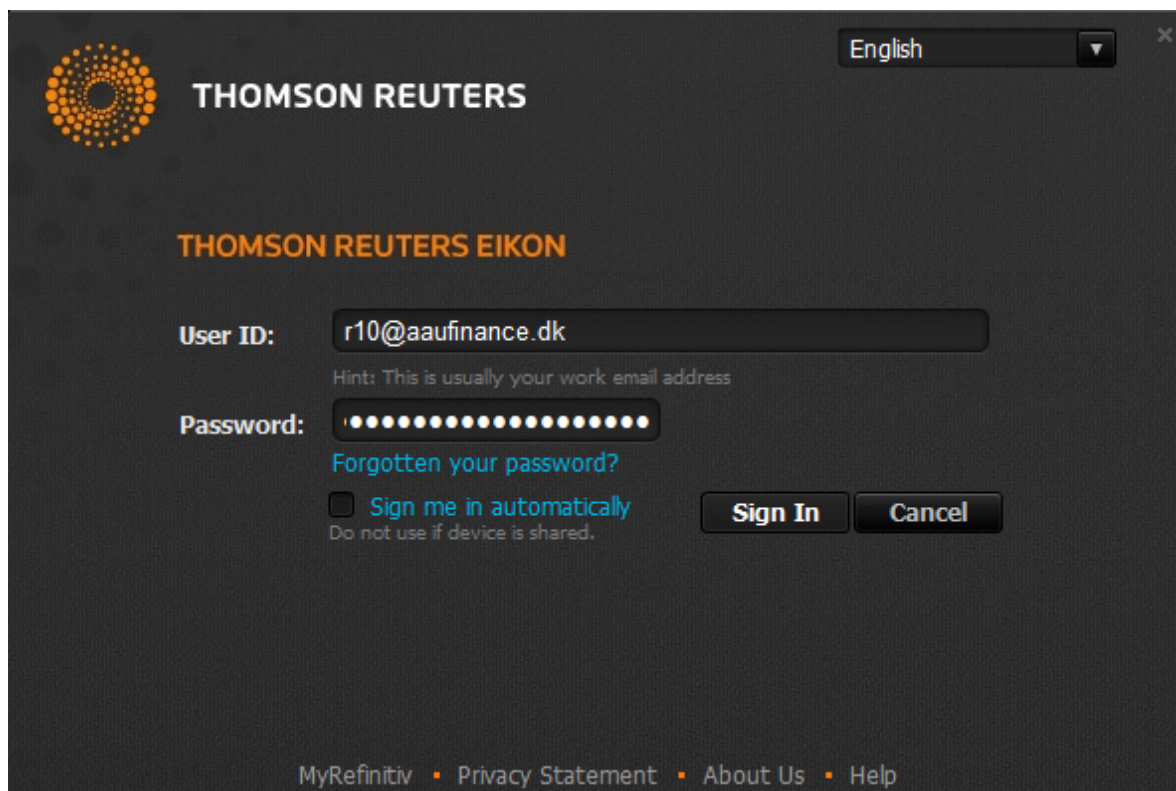 English
THOMSON REUTERS
THOMSON REUTERS EIKON
User ID: r10@aaufinance.dk
Hint: This is usually your work email address
Password:
Forgotten your password?
Sign me in automatically
Do not use if device is shared.
Sign In Cancel
MyRefinitiv ▪ Privacy Statement ▪ About Us ▪ Help